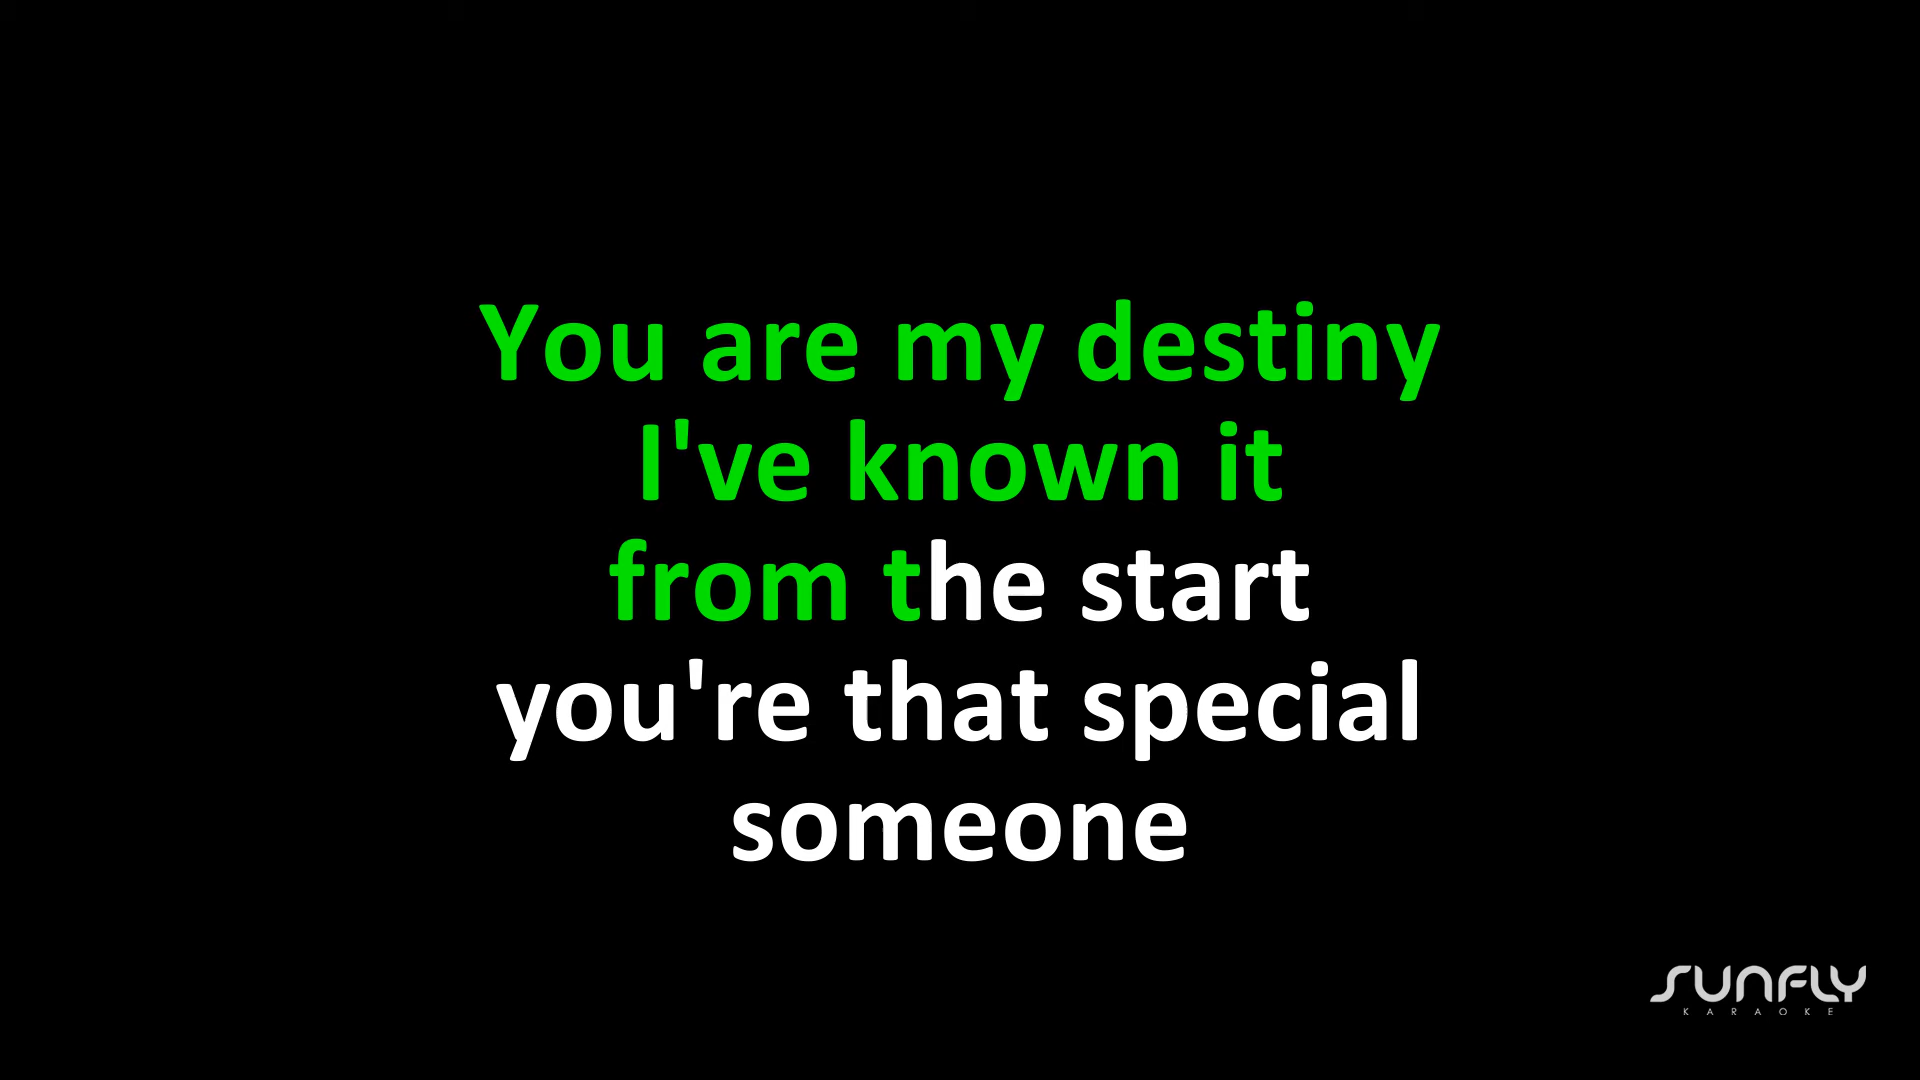 You are my destiny
I've known it
from the start
you're that special
someone
SUNFLY
KARAOKE